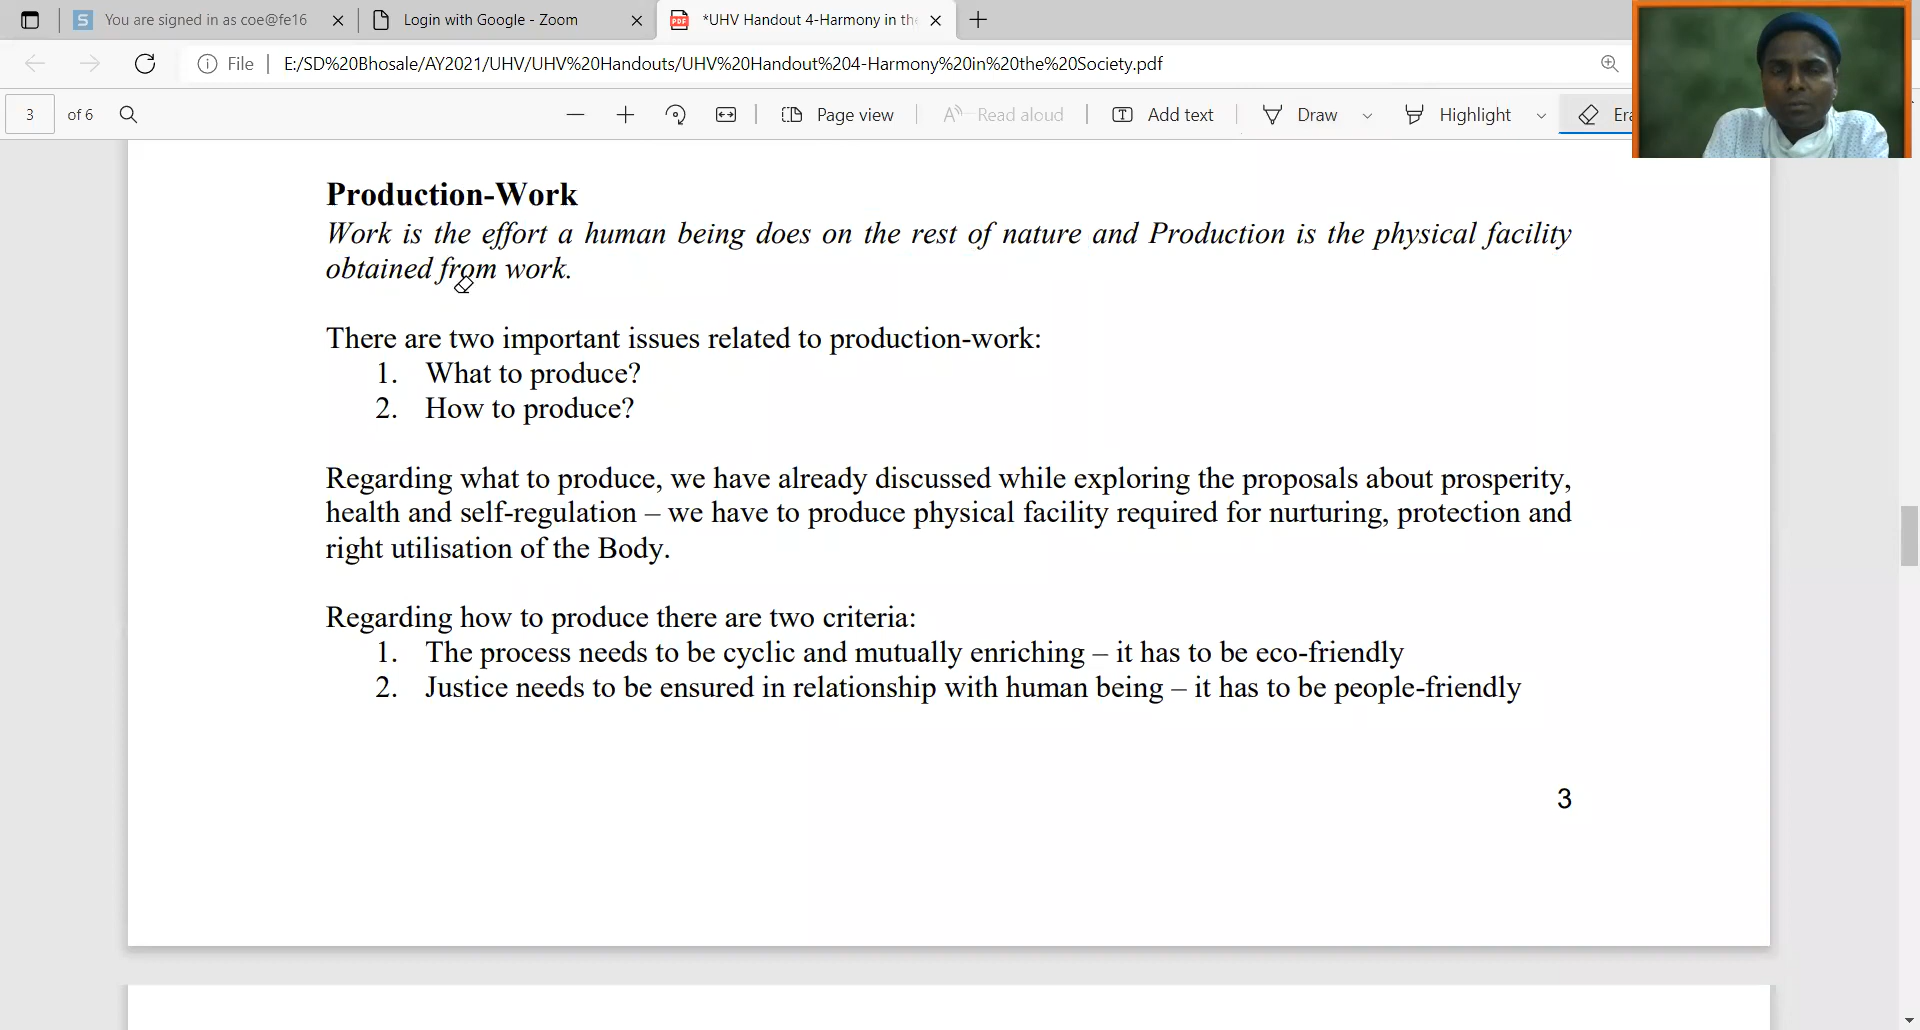 You are signed in as coe@fe16
Login with Google - Zoom
*UHV Handout 4-Harmony in the
File
E:/SD%20Bhosale/AY2021/UHV/UHV%20Handouts/UHV%20Handout%204-Harmony%20in%20the%20Society.pdf
3 of 6
Page view
Read aloud
Add text
Draw
Highlight
Era
Production-Work
Work is the effort a human being does on the rest of nature and Production is the physical facility
obtained from work.
There are two important issues related to production-work:
1. What to produce?
2. How to produce?
Regarding what to produce, we have already discussed while exploring the proposals about prosperity,
health and self-regulation – we have to produce physical facility required for nurturing, protection and
right utilisation of the Body.
Regarding how to produce there are two criteria:
1. The process needs to be cyclic and mutually enriching – it has to be eco-friendly
2. Justice needs to be ensured in relationship with human being – it has to be people-friendly
3